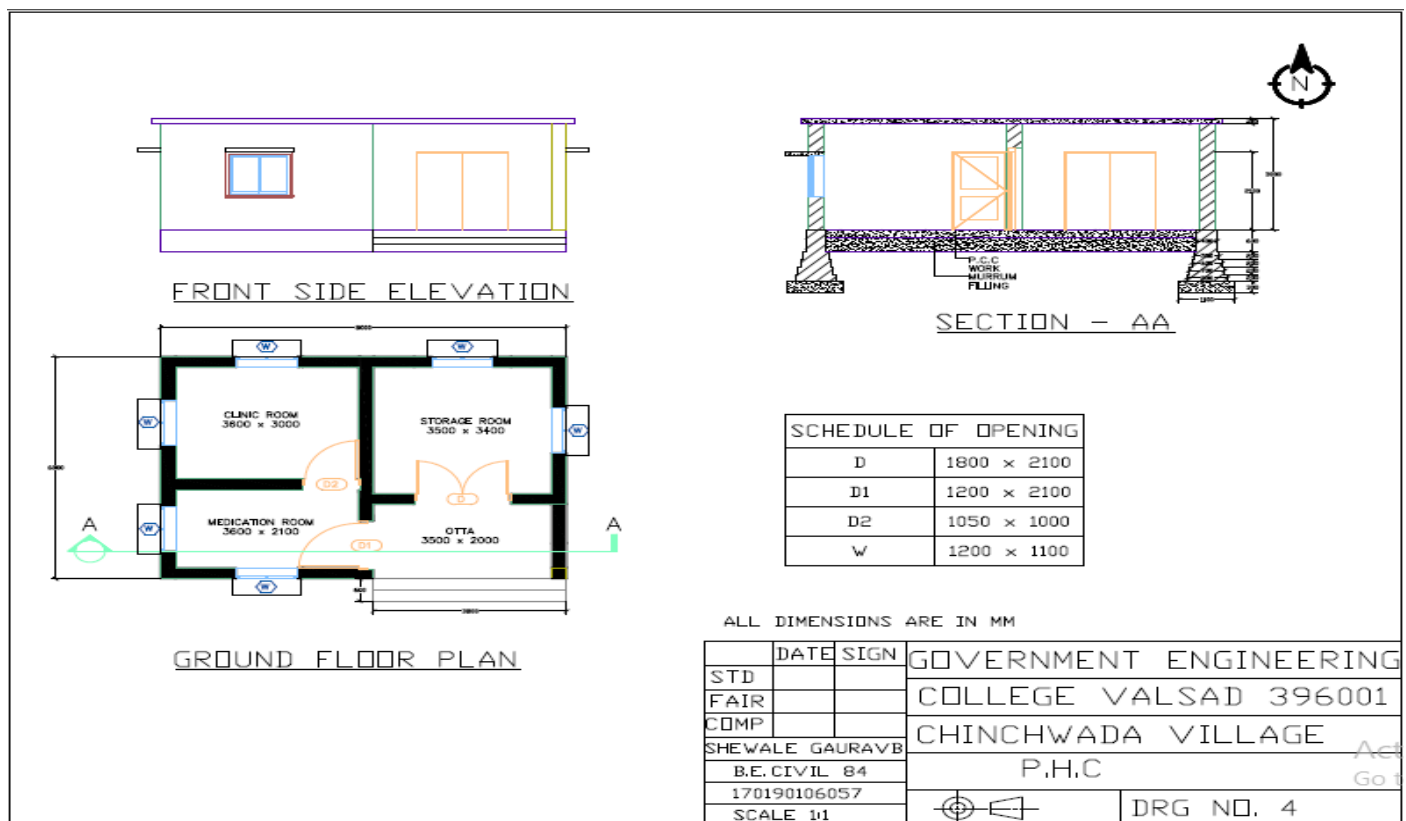 N
FRONT SIDE ELEVATION
P.C.C
WORK
MURRUM
FILLING
SECTION - AA
W
W
W
CLINIC ROOM
3600 x 3000
STORAGE ROOM
3500 x 3400
W
D2
D
W
MEDICATION ROOM
3600 x 2100
OTTA
3500 x 2000
D1
A
A
W
GROUND FLOOR PLAN
SCHEDULE OF OPENING
D 1800 x 2100
D1 1200 x 2100
D2 1050 x 1000
W 1200 x 1100
ALL DIMENSIONS ARE IN MM
DATE SIGN
STD
FAIR
COMP
SHEWALE GAURAVB
B.E.CIVIL 84
170190106057
SCALE 1:1
GOVERNMENT ENGINEERING
COLLEGE VALSAD 396001
CHINCHWADA VILLAGE
P.H.C
DRG NO. 4
Act
Go t